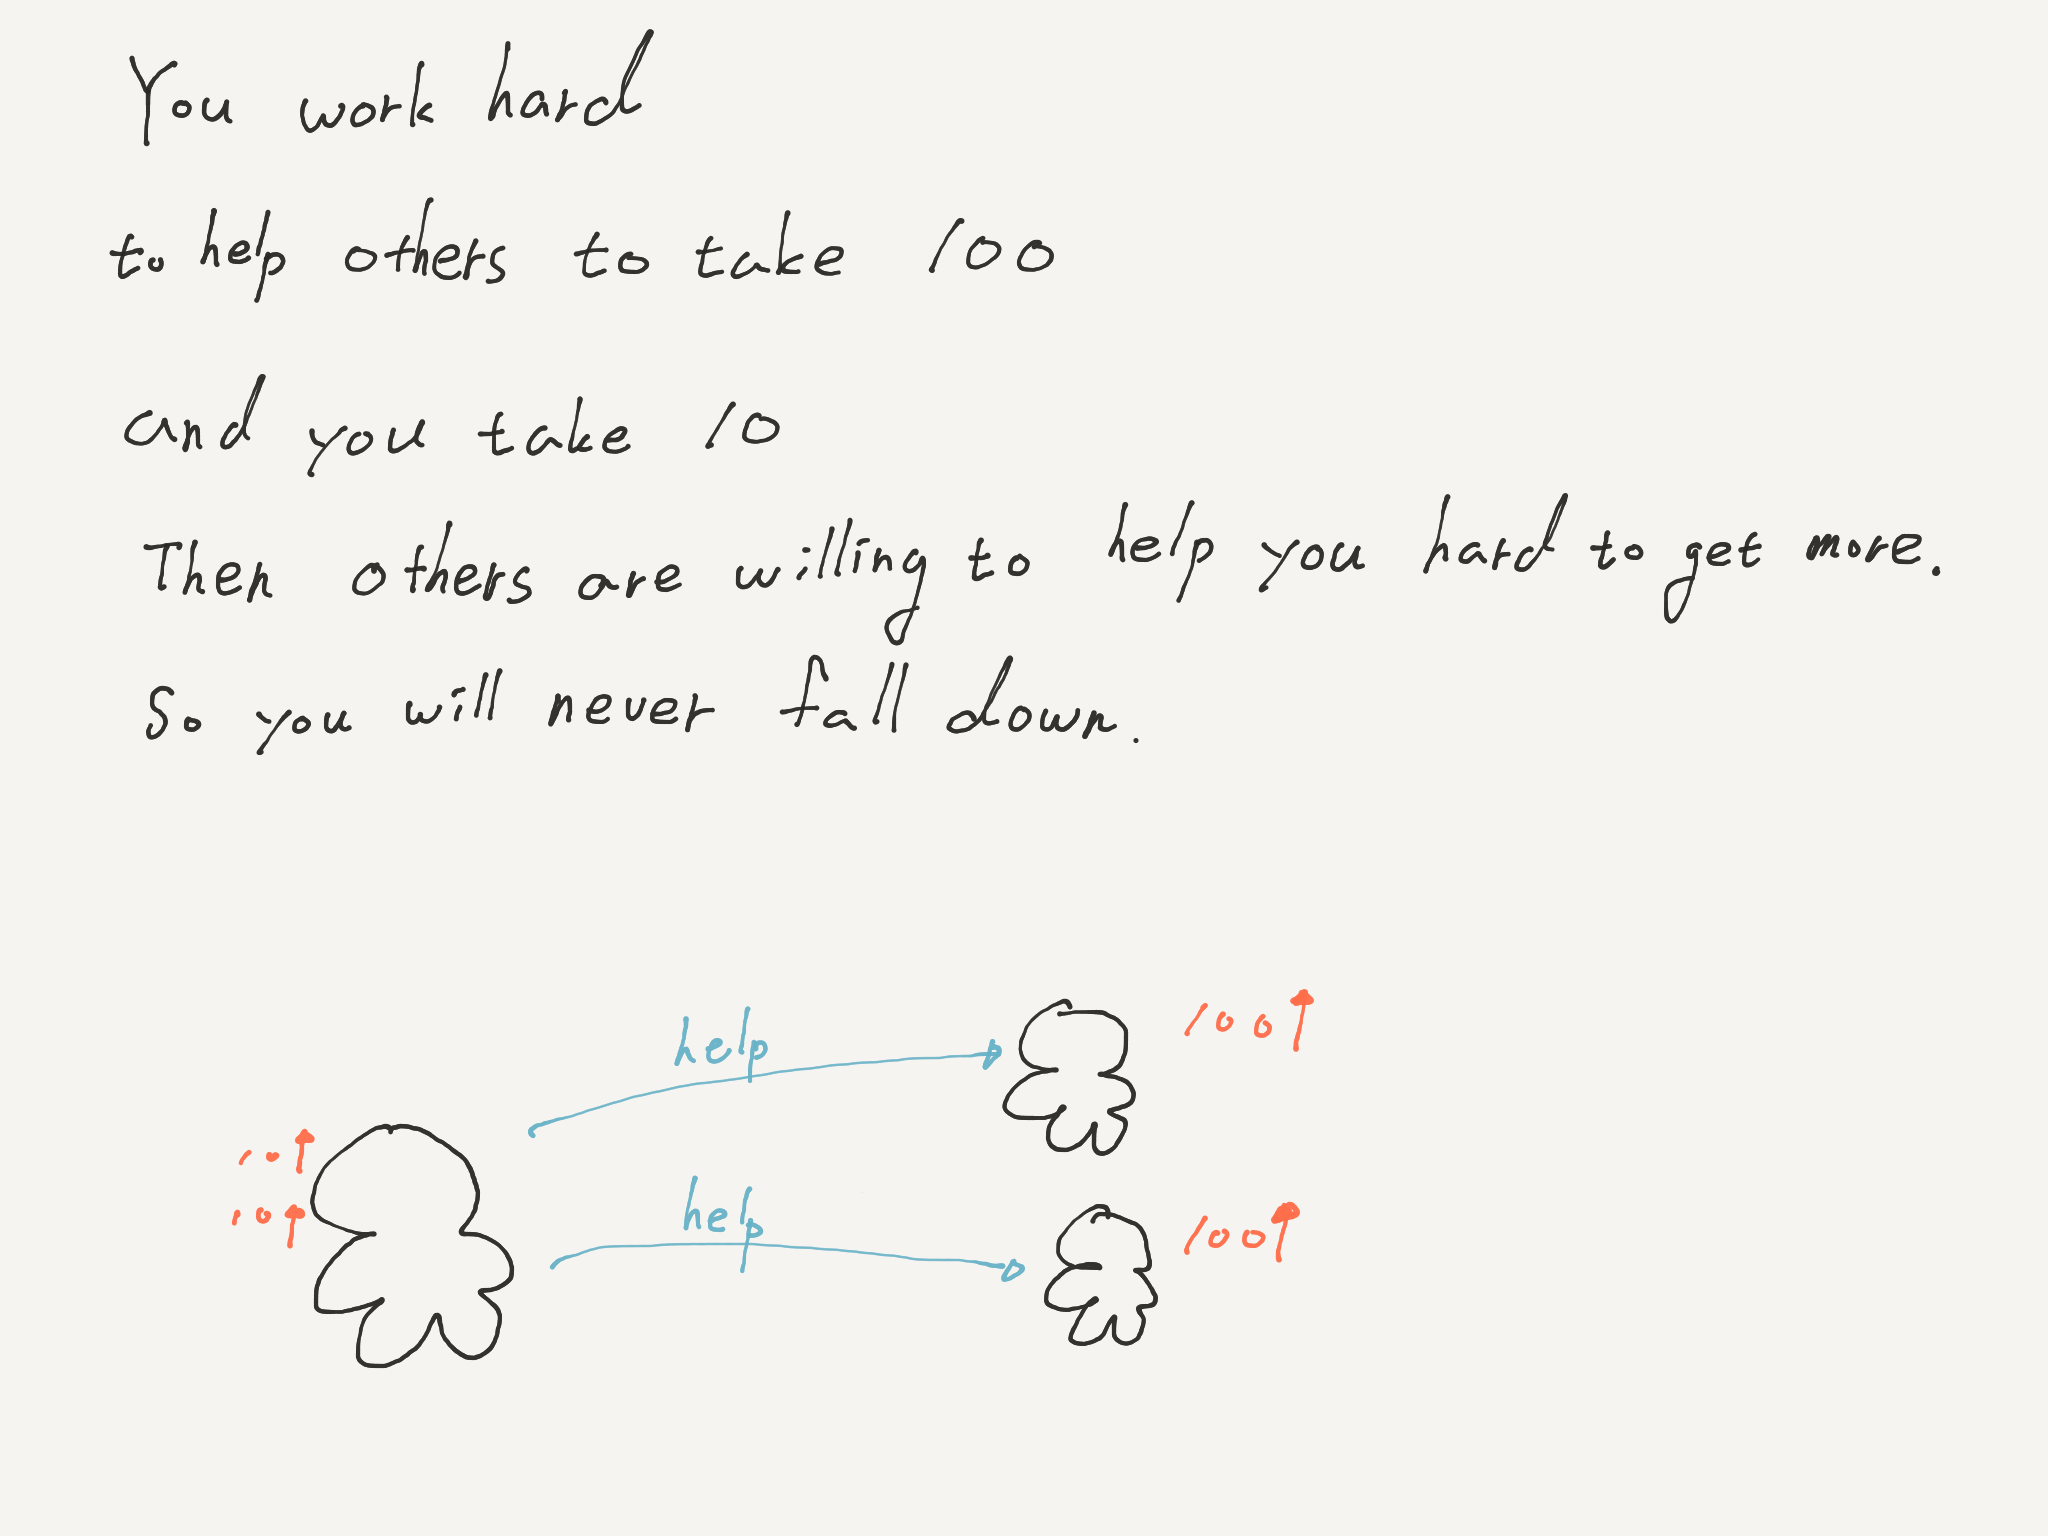 You work hard
to help others to take 100
and you take 10
Then others are willing to help you hard to get more.
So you will never fall down.
help
100
10
10
help
100